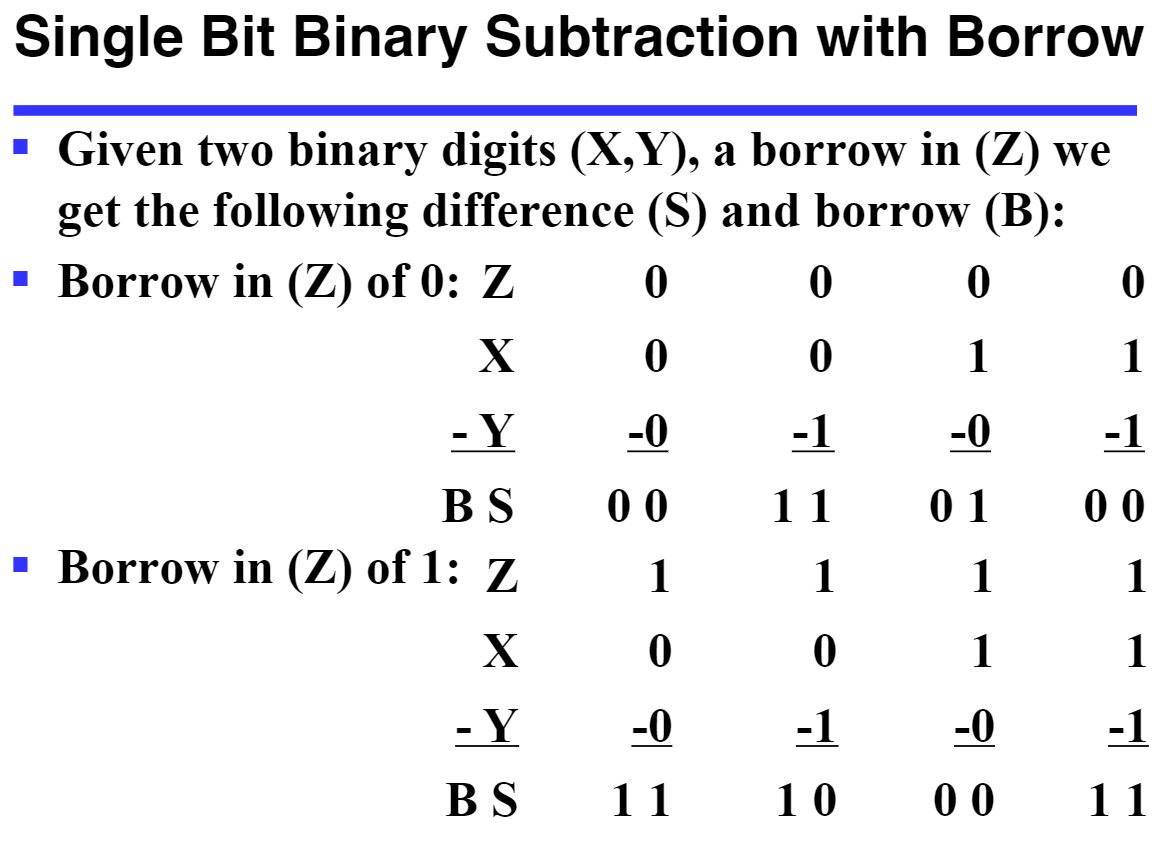 Single Bit Binary Subtraction with Borrow
Given two binary digits (X,Y), a borrow in (Z) we
get the following difference (S) and borrow (B):
Borrow in (Z) of 0: Z 0 0 0 0
X 0 0 1 1
- Y -0 -1 -0 -1
B S 0 0 1 1 0 1 0 0
Borrow in (Z) of 1: Z 1 1 1 1
X 0 0 1 1
- Y -0 -1 -0 -1
B S 1 1 1 0 0 0 1 1